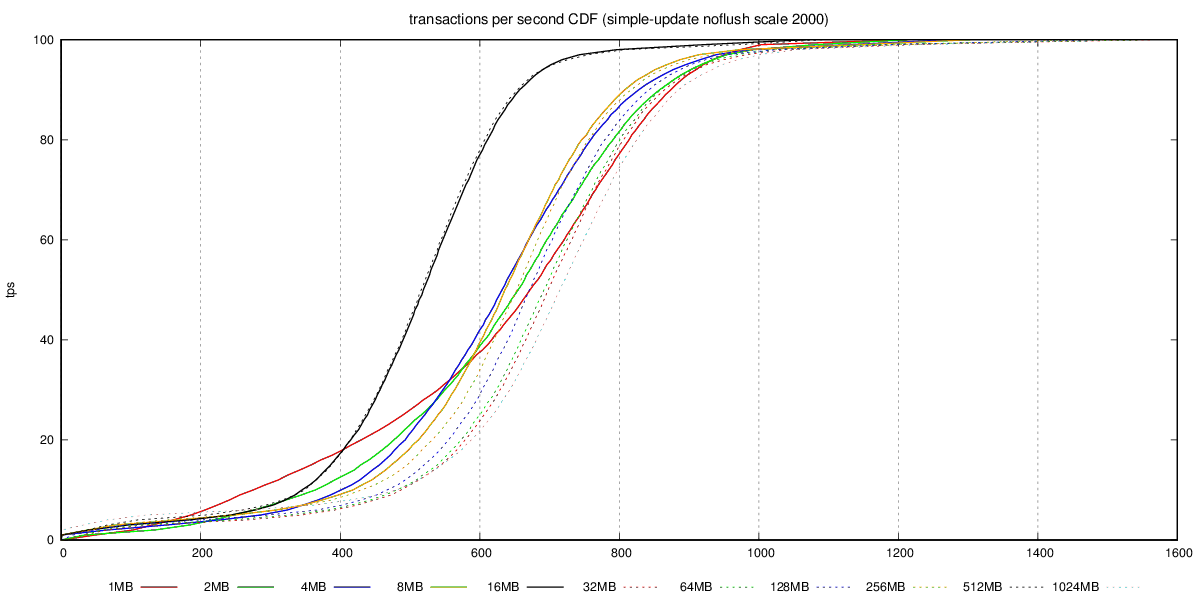 transactions per second CDF (simple-update noflush scale 2000)
100
80
60
40
20
0
tps
0 200 400 600 800 1000 1200 1400 1600
1MB 2MB 4MB 8MB 16MB 32MB 64MB 128MB 256MB 512MB 1024MB